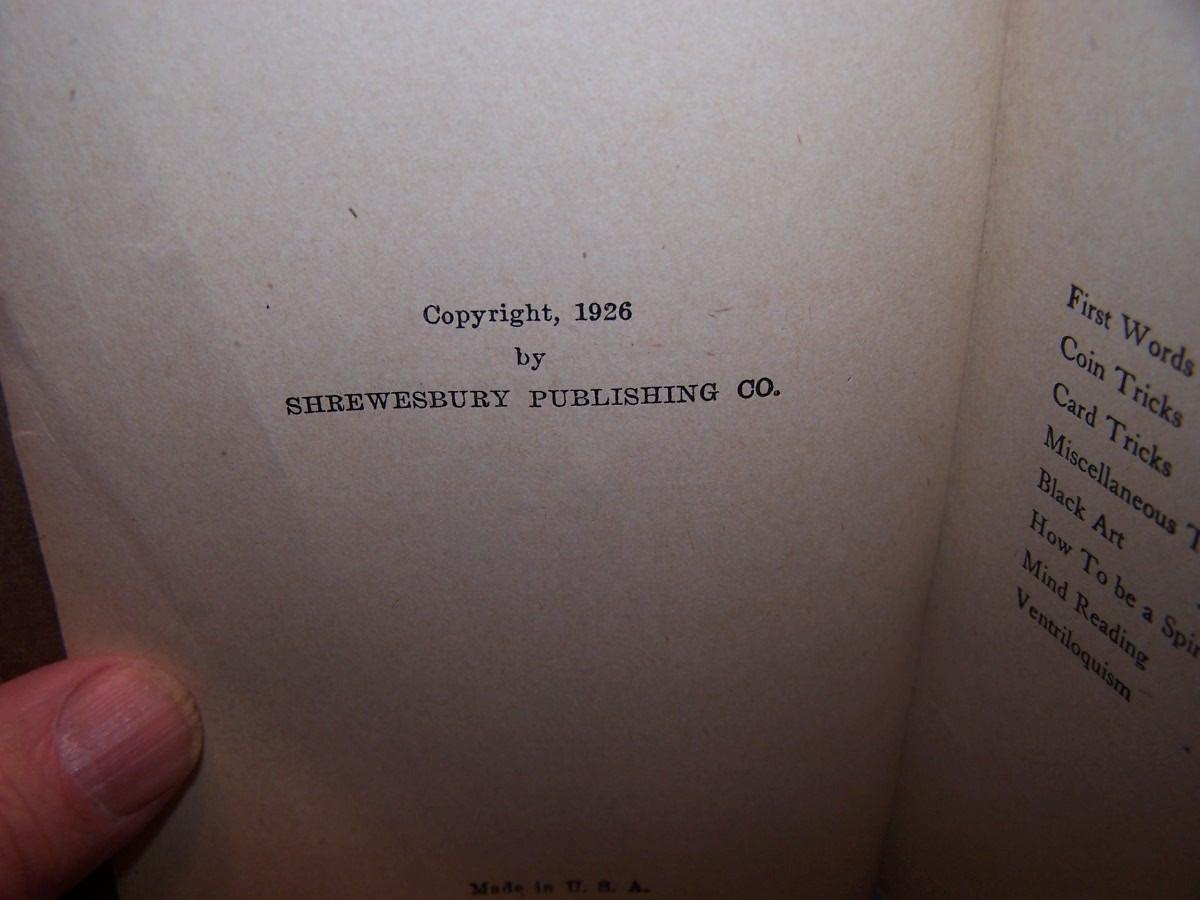 Copyright, 1926
by
SHREWESBURY PUBLISHING CO.
Made in U. S. A.
First Words
Coin Tricks
Card Tricks
Miscellaneous
Black Art
How To be a
Mind Reading
Ventriloquism